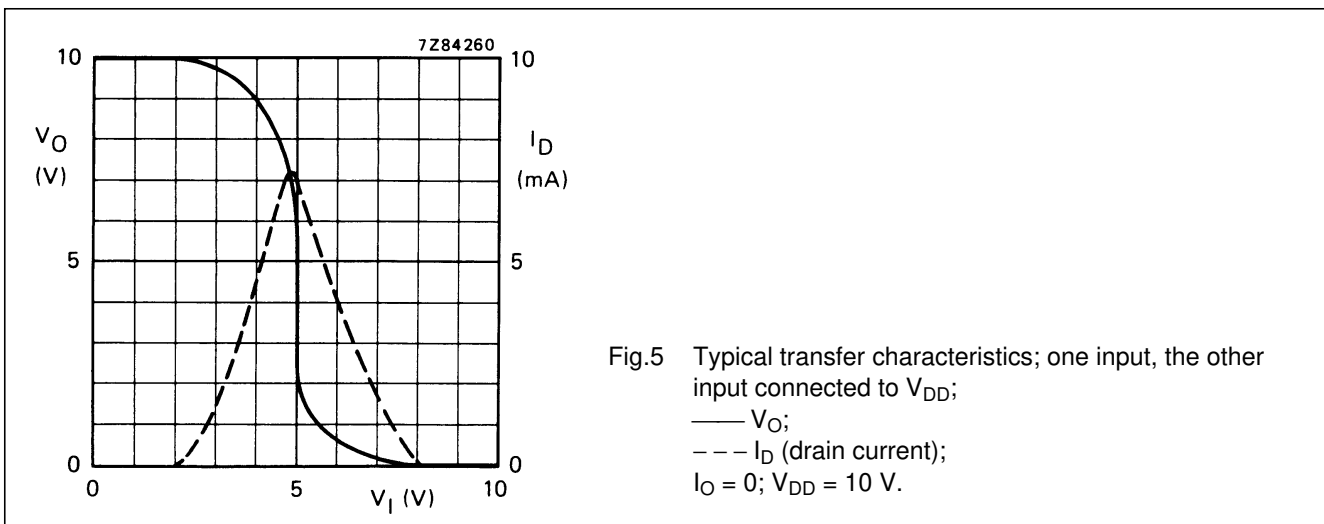 7Z84260
10
10
V_O
(V)
I_D
(mA)
5
5
0
0
0
5
10
V_I (V)
Fig.5 Typical transfer characteristics; one input, the other
input connected to V_DD;
—— V_O;
– – – I_D (drain current);
I_O = 0; V_DD = 10 V.